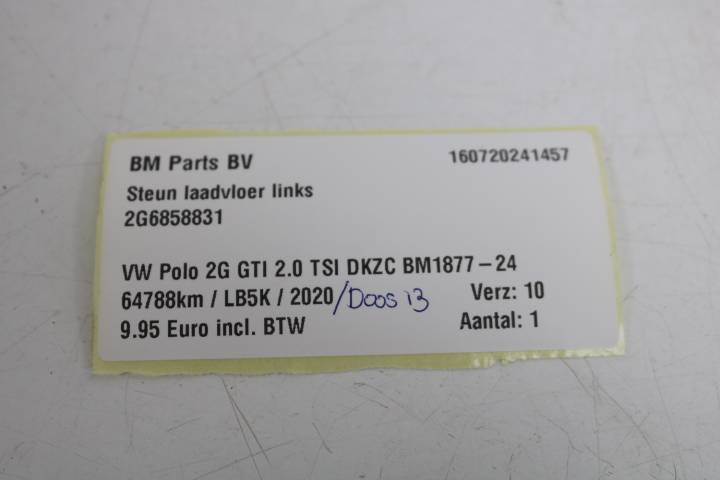 BM Parts BV 160720241457
Steun laadvloer links
2G6858831
VW Polo 2G GTI 2.0 TSI DKZC BM1877-24
64788km / LB5K / 2020 / Doos 13 Verz: 10
9.95 Euro incl. BTW Aantal: 1